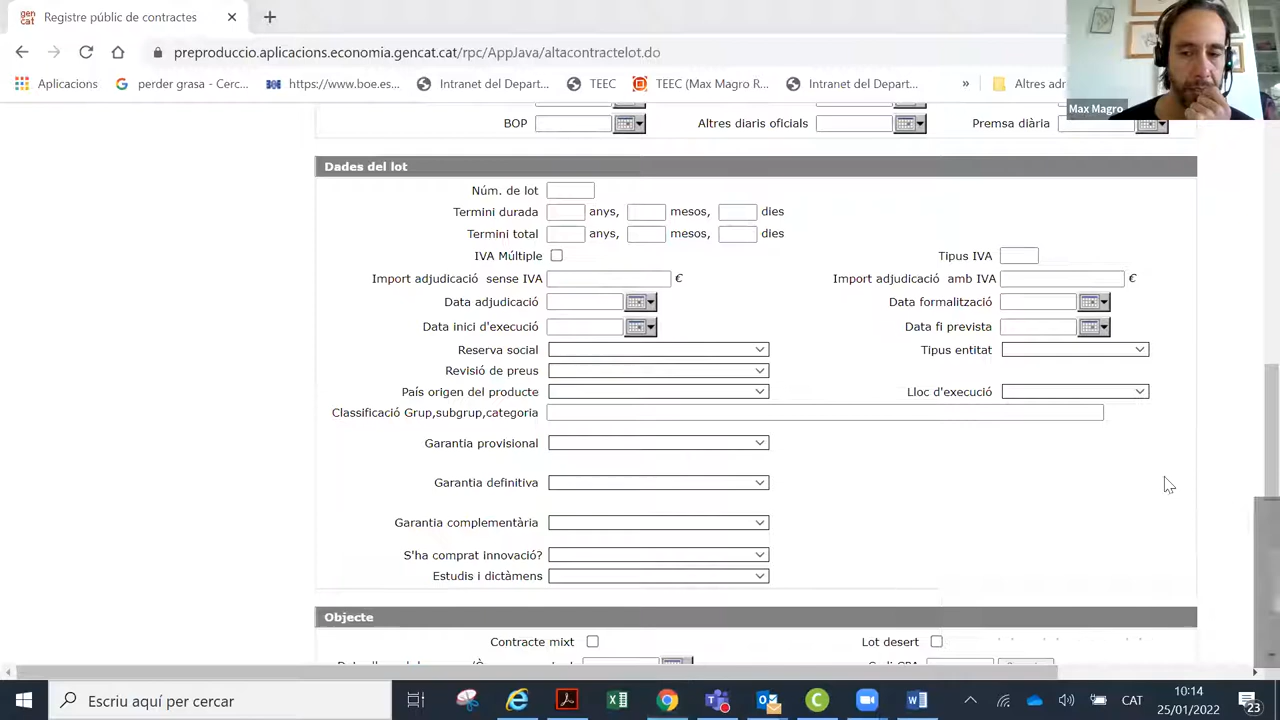 gen
cat
Registre públic de contractes
preproduccio.aplicacions.economia.gencat.cat/rpc/AppJava/altacontractelot.do
Aplicacions
perder grasa - Cerc...
https://www.boe.es...
Intranet del Depart...
TEEC
TEEC (Max Magro R...
Intranet del Depart...
»
Altres adr
Max Magro
BOP
Altres diaris oficials
Premsa diària
Dades del lot
Núm. de lot
Termini durada anys, mesos, dies
Termini total anys, mesos, dies
IVA Múltiple Tipus IVA
Import adjudicació sense IVA € Import adjudicació amb IVA €
Data adjudicació Data formalització
Data inici d'execució Data fi prevista
Reserva social Tipus entitat
Revisió de preus
País origen del producte Lloc d'execució
Classificació Grup,subgrup,categoria
Garantia provisional
Garantia definitiva
Garantia complementària
S'ha comprat innovació?
Estudis i dictàmens
Objecte
Contracte mixt Lot desert
Escriu aquí per cercar
CAT
10:14
25/01/2022
23